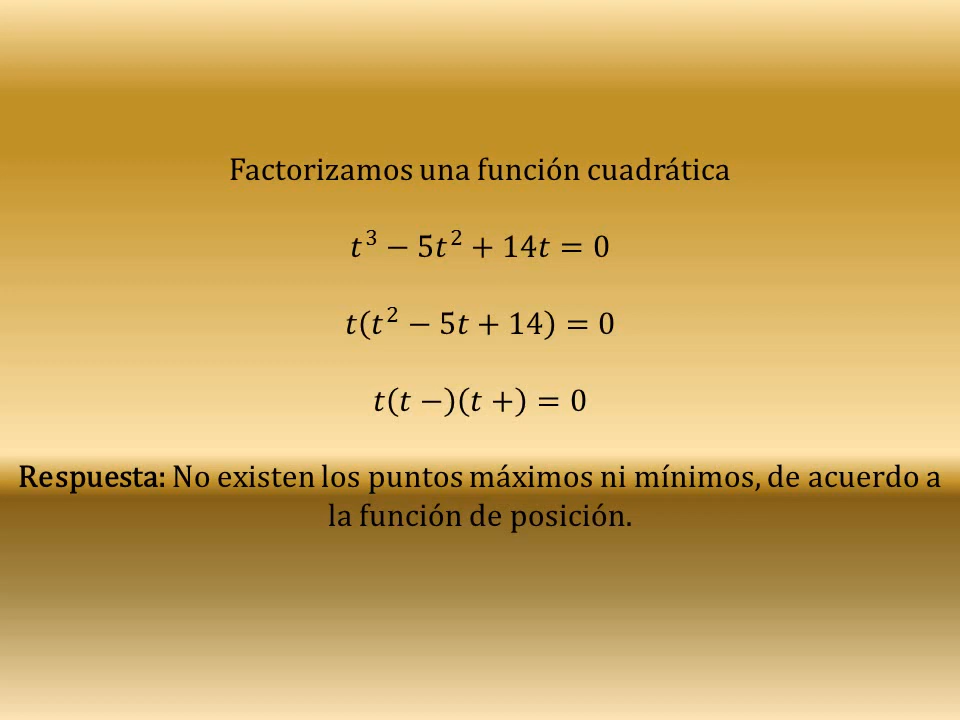 Factorizamos una función cuadrática
𝑡³ − 5𝑡² + 14𝑡 = 0
𝑡(𝑡² − 5𝑡 + 14) = 0
𝑡(𝑡 −)(𝑡 +) = 0
Respuesta: No existen los puntos máximos ni mínimos, de acuerdo a
la función de posición.